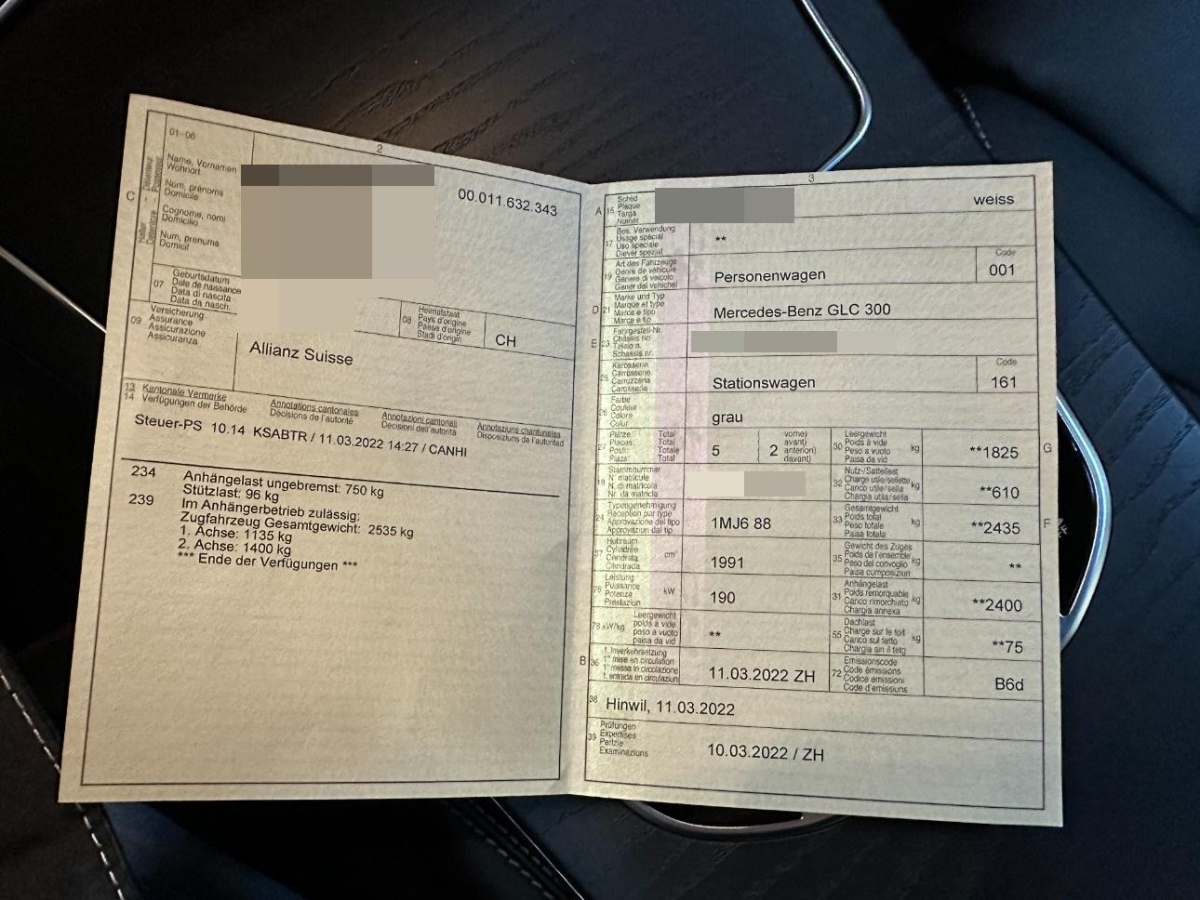 2
01-06
Name, Vornamen
Wohnort
Num, prénoms
Domicile
Cognome, nomi
Domicilio
Num, prenums
Domicil
C
00.011.632.343
07
Geburtsdatum
Date de naissance
Data di nascita
Data da nasch.
08
Heimatstaat
Pays d'origine
Paese d'origine
Stadi d'origin
CH
09
Versicherung
Assurance
Assicurazione
Assicuranza
Allianz Suisse
13
14
Kantonale Vermerke
Verfügungen der Behörde
Annotations cantonales
Décisions de l'autorité
Annotazioni cantonali
Decisioni dell'autorità
Annotaziuns chantunalas
Disposiziuns da l'autoritad
Steuer-PS 10.14 KSABTR / 11.03.2022 14:27 / CANHI
234 Anhängelast ungebremst: 750 kg
Stützlast: 96 kg
239 Im Anhängerbetrieb zulässig;
Zugfahrzeug Gesamtgewicht: 2535 kg
1. Achse: 1135 kg
2. Achse: 1400 kg
*** Ende der Verfügungen ***
3
A
15
Schild
Plaque
Targa
Numer
weiss
17
Bes. Verwendung
Usage spécial
Uso speciale
Diever spezial
**
19
Art des Fahrzeugs
Genre de véhicule
Genere di veicolo
Gener dal vehichel
Personenwagen
Code
001
D
21
Marke und Typ
Marque et type
Marca e tipo
Marca e tip
Mercedes-Benz GLC 300
E
23
Fahrgestell-Nr.
Châssis no
Telaio n.
Schassis nr.
25
Karosserie
Carrosserie
Carrozzeria
Carosseria
Stationswagen
Code
161
26
Farbe
Couleur
Colore
Colur
grau
27
Plätze Total
Places Total
Posti Totale
Plazs Total
5
2
vorne)
avant)
anteriori)
davant)
30
Leergewicht
Poids à vide
Peso a vuoto
Paisa da vid
kg
**1825
G
18
Stammnummer
N° matricule
N. di matricola
Nr. da matricla
32
Nutz-/Sattellast
Charge utile/sellette
Carico utile/sella
Chargia utila/sella
kg
**610
24
Typengenehmigung
Réception par type
Approvazione del tipo
Approvaziun dal tip
1MJ6 88
33
Gesamtgewicht
Poids total
Peso totale
Paisa totala
kg
**2435
F
37
Hubraum
Cylindrée
Cilindrata
Cilindrada
cm³
1991
35
Gewicht des Zuges
Poids de l'ensemble
Peso del convoglio
Paisa cumposiziun
kg
**
76
Leistung
Puissance
Potenza
Prestaziun
kW
190
31
Anhängelast
Poids remorquable
Carico rimorchiato
Chargia annexa
kg
**2400
78 kW/kg
Leergewicht
poids à vide
peso a vuoto
paisa da vid
**
55
Dachlast
Charge sur le toit
Carico sul tetto
Chargia sin il tetg
kg
**75
B
36
1. Inverkehrsetzung
1re mise en circulation
1a messa in circolazione
1. entrada en circulaziun
11.03.2022 ZH
72
Emissionscode
Code émissions
Codice emissioni
Code d'emissiuns
B6d
38
Hinwil, 11.03.2022
39
Prüfungen
Expertises
Perizie
Examinaziuns
10.03.2022 / ZH